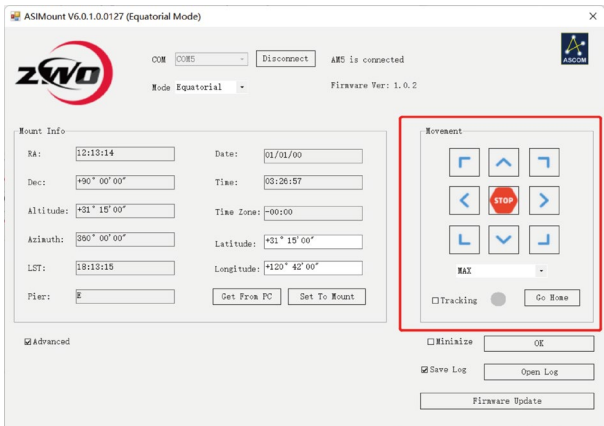 ASIMount V6.0.1.0.0127 (Equatorial Mode)
ZWO
COM COM5 Disconnect AM5 is connected
ASCOM
Mode Equatorial Firmware Ver: 1.0.2
Mount Info
RA: 12:13:14 Date: 01/01/00
Dec: +90° 00′00″ Time: 03:26:57
Altitude: +31° 15′00″ Time Zone: -00:00
Azimuth: 360° 00′00″ Latitude: +31° 15′00″
LST: 18:13:15 Longitude: +120° 42′00″
Pier: E Get From PC Set To Mount
Movement
STOP
MAX
Tracking Go Home
Advanced
Minimize OK
Save Log Open Log
Firmware Update